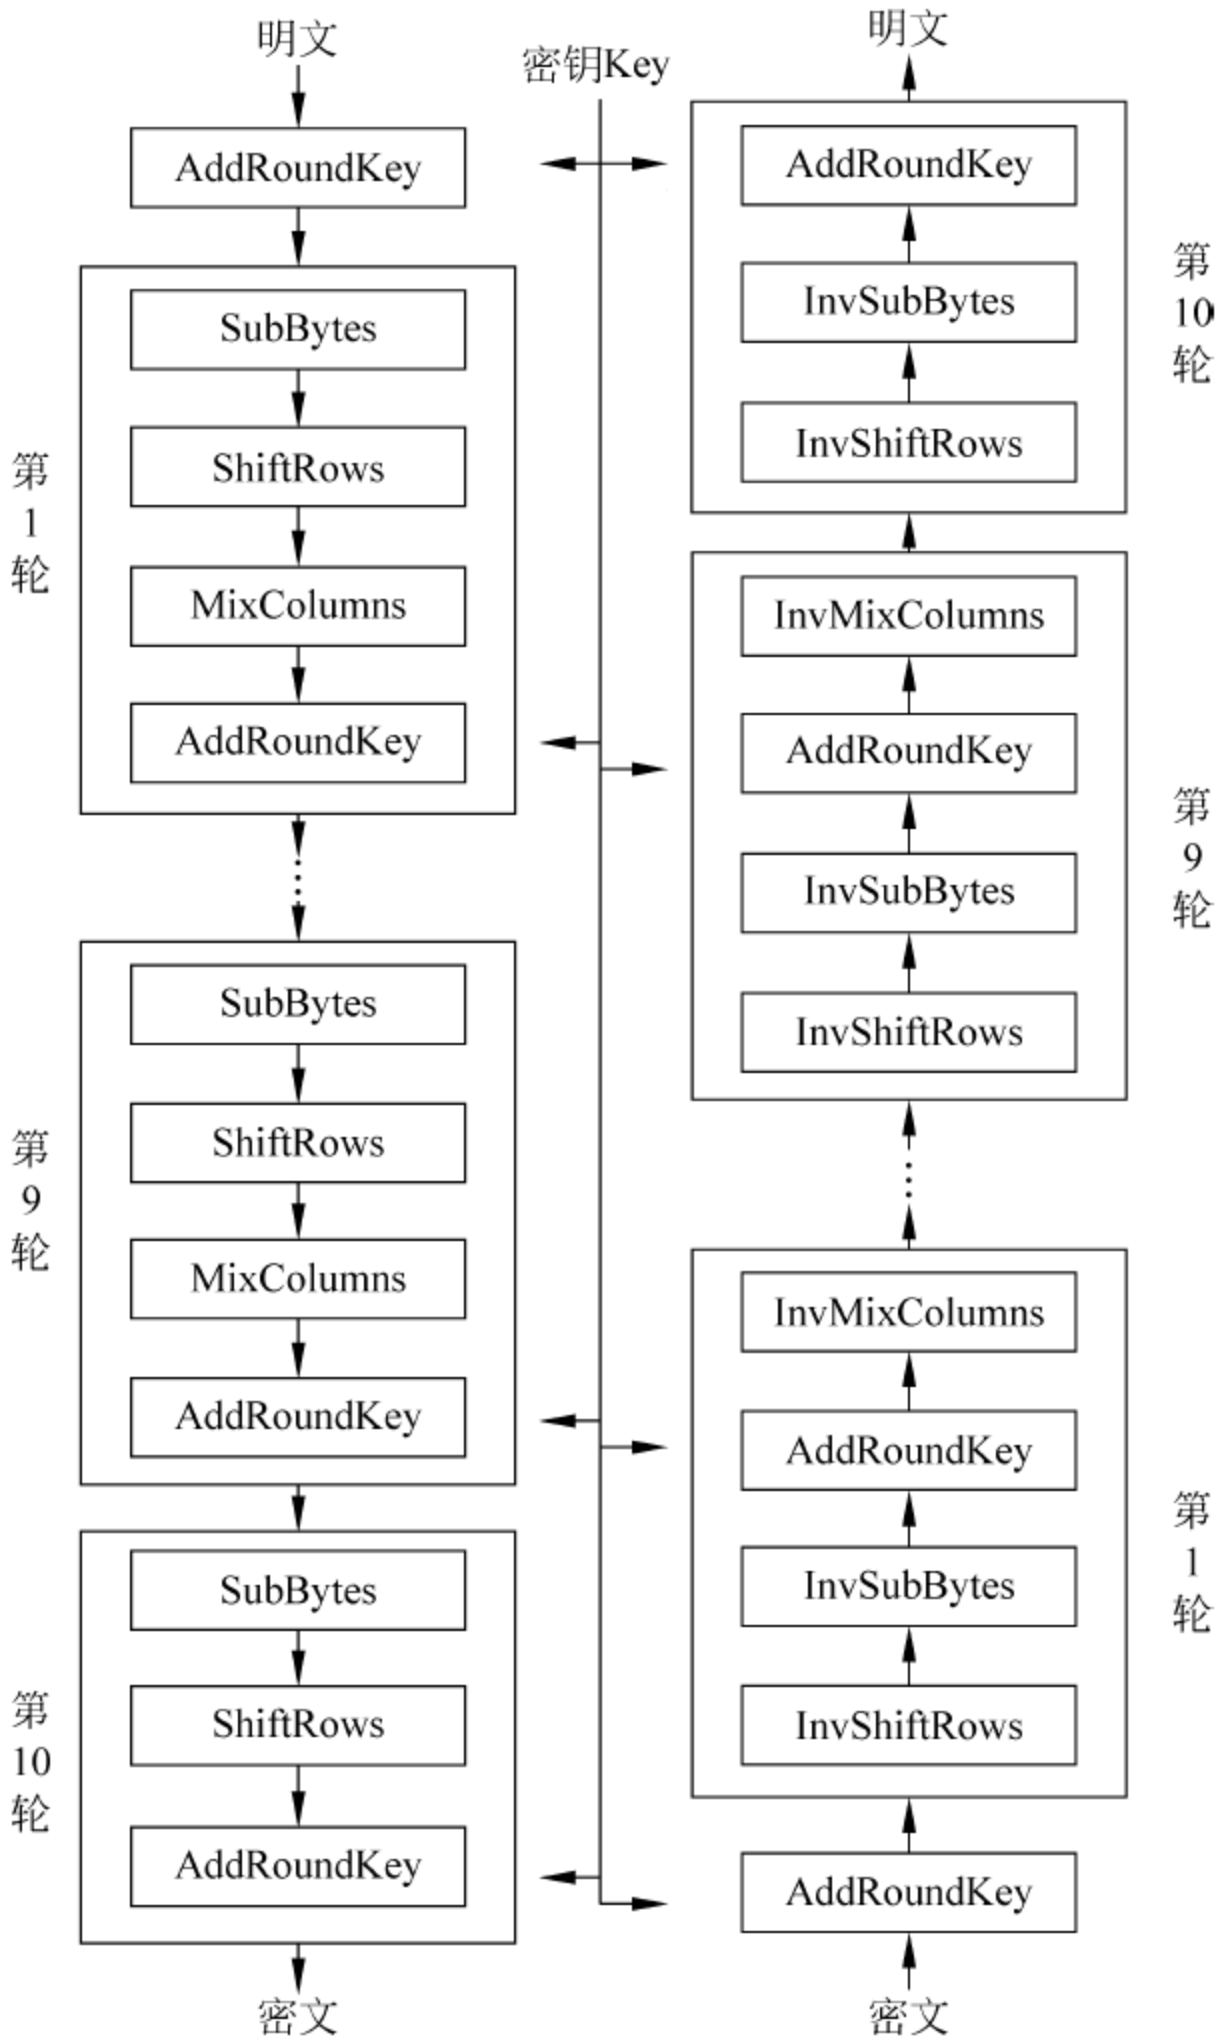 明文
AddRoundKey
第
1
轮
SubBytes
ShiftRows
MixColumns
AddRoundKey
第
9
轮
SubBytes
ShiftRows
MixColumns
AddRoundKey
第
10
轮
SubBytes
ShiftRows
AddRoundKey
密文
密钥Key
明文
AddRoundKey
InvSubBytes
InvShiftRows
第
10
轮
InvMixColumns
AddRoundKey
InvSubBytes
InvShiftRows
第
9
轮
InvMixColumns
AddRoundKey
InvSubBytes
InvShiftRows
第
1
轮
AddRoundKey
密文